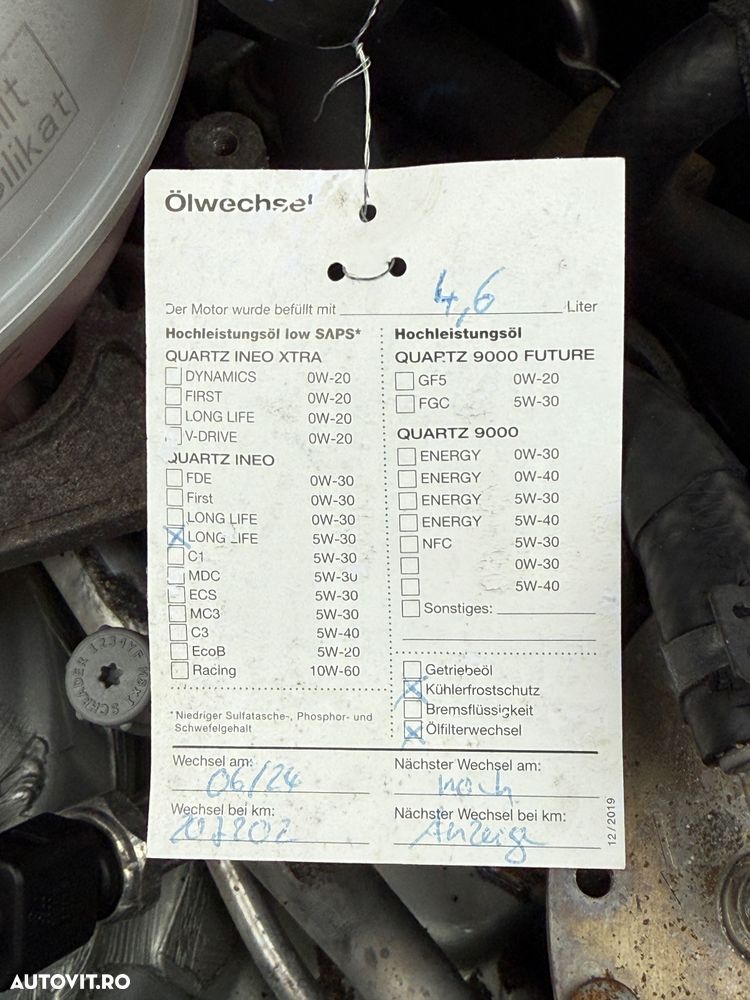 ilikat
Ölwechsel
Der Motor wurde befüllt mit 4,6 Liter
Hochleistungsöl low SAPS*
QUARTZ INEO XTRA
DYNAMICS 0W-20
FIRST 0W-20
LONG LIFE 0W-20
V-DRIVE 0W-20
QUARTZ INEO
FDE 0W-30
First 0W-30
LONG LIFE 0W-30
LONG LIFE 5W-30
C1 5W-30
MDC 5W-30
ECS 5W-30
MC3 5W-30
C3 5W-40
EcoB 5W-20
Racing 10W-60
*Niedriger Sulfatasche-, Phosphor- und
Schwefelgehalt
Hochleistungsöl
QUARTZ 9000 FUTURE
GF5 0W-20
FGC 5W-30
QUARTZ 9000
ENERGY 0W-30
ENERGY 0W-40
ENERGY 5W-30
ENERGY 5W-40
NFC 5W-30
0W-30
5W-40
Sonstiges:
Getriebeöl
Kühlerfrostschutz
Bremsflüssigkeit
Ölfilterwechsel
Wechsel am: 06/24
Nächster Wechsel am: nach
Wechsel bei km: 207202
Nächster Wechsel bei km: Anzeige
12/2019
SCHRADER 1234YF
AUTOVIT.RO